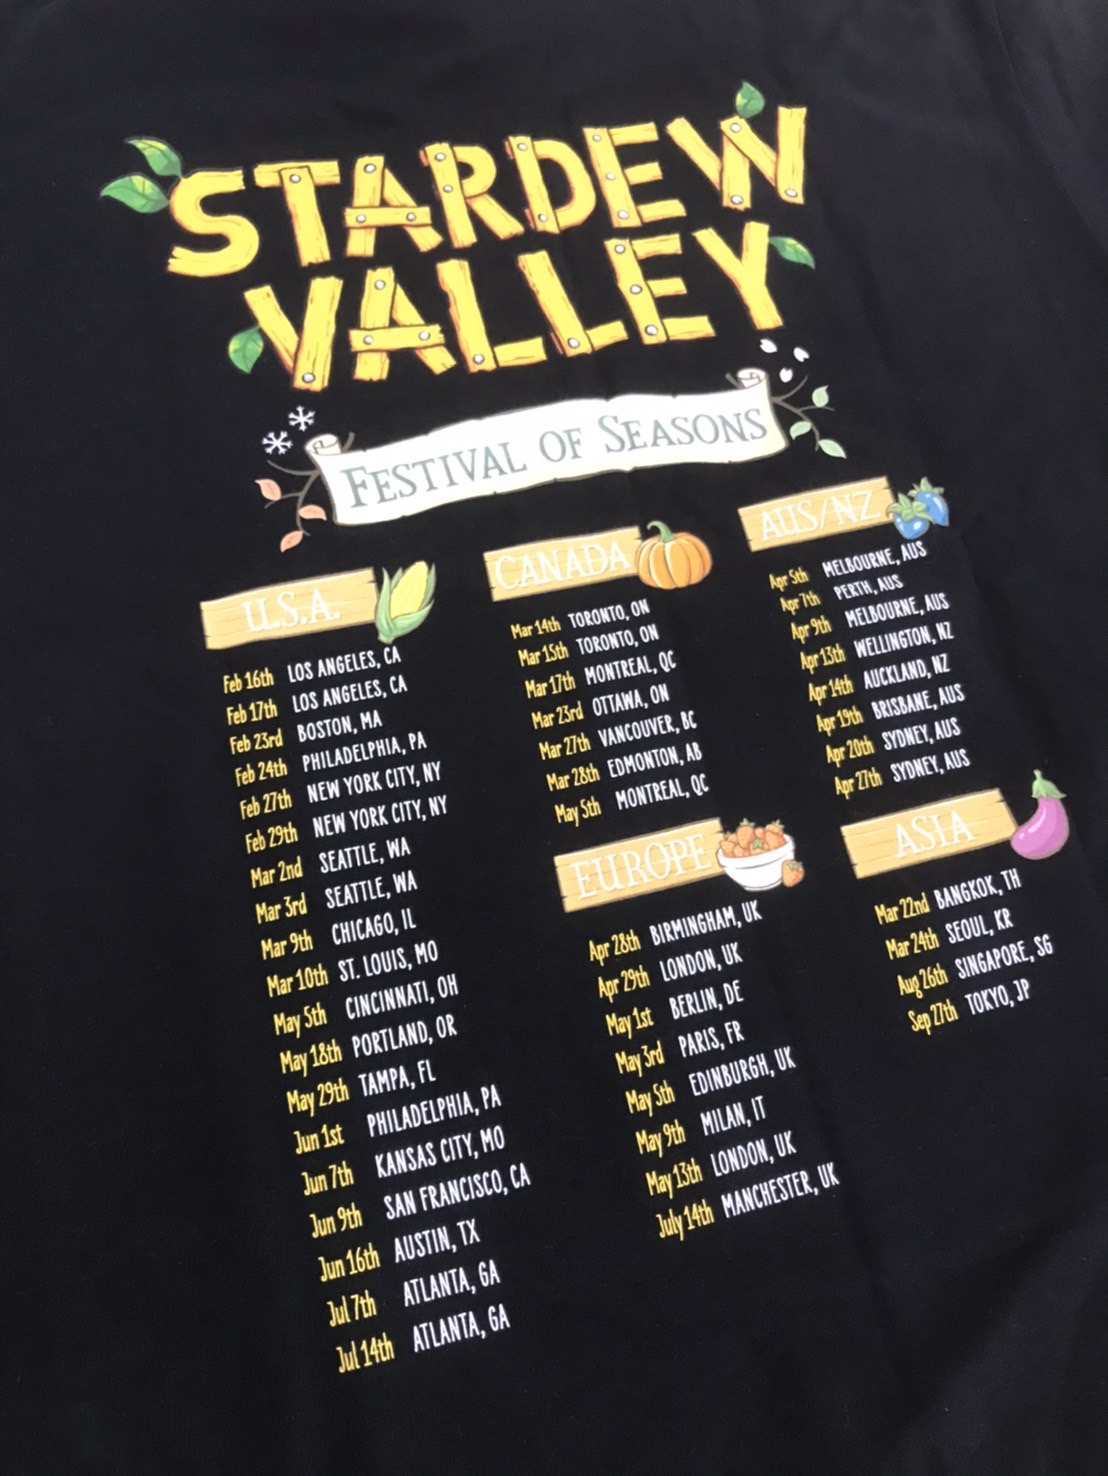 STARDEW
VALLEY
FESTIVAL OF SEASONS
U.S.A.
Feb 16th LOS ANGELES, CA
Feb 17th LOS ANGELES, CA
Feb 23rd BOSTON, MA
Feb 24th PHILADELPHIA, PA
Feb 27th NEW YORK CITY, NY
Feb 29th NEW YORK CITY, NY
Mar 2nd SEATTLE, WA
Mar 3rd SEATTLE, WA
Mar 9th CHICAGO, IL
Mar 10th ST. LOUIS, MO
May 5th CINCINNATI, OH
May 18th PORTLAND, OR
May 29th TAMPA, FL
Jun 1st PHILADELPHIA, PA
Jun 7th KANSAS CITY, MO
Jun 9th SAN FRANCISCO, CA
Jun 16th AUSTIN, TX
Jul 7th ATLANTA, GA
Jul 14th ATLANTA, GA
CANADA
Mar 14th TORONTO, ON
Mar 15th TORONTO, ON
Mar 17th MONTREAL, QC
Mar 23rd OTTAWA, ON
Mar 27th VANCOUVER, BC
Mar 28th EDMONTON, AB
May 5th MONTREAL, QC
EUROPE
Apr 28th BIRMINGHAM, UK
Apr 29th LONDON, UK
May 1st BERLIN, DE
May 3rd PARIS, FR
May 5th EDINBURGH, UK
May 9th MILAN, IT
May 13th LONDON, UK
July 14th MANCHESTER, UK
AUS/NZ
Apr 5th MELBOURNE, AUS
Apr 7th PERTH, AUS
Apr 9th MELBOURNE, AUS
Apr 13th WELLINGTON, NZ
Apr 14th AUCKLAND, NZ
Apr 19th BRISBANE, AUS
Apr 20th SYDNEY, AUS
Apr 27th SYDNEY, AUS
ASIA
Mar 22nd BANGKOK, TH
Mar 24th SEOUL, KR
Aug 26th SINGAPORE, SG
Sep 27th TOKYO, JP